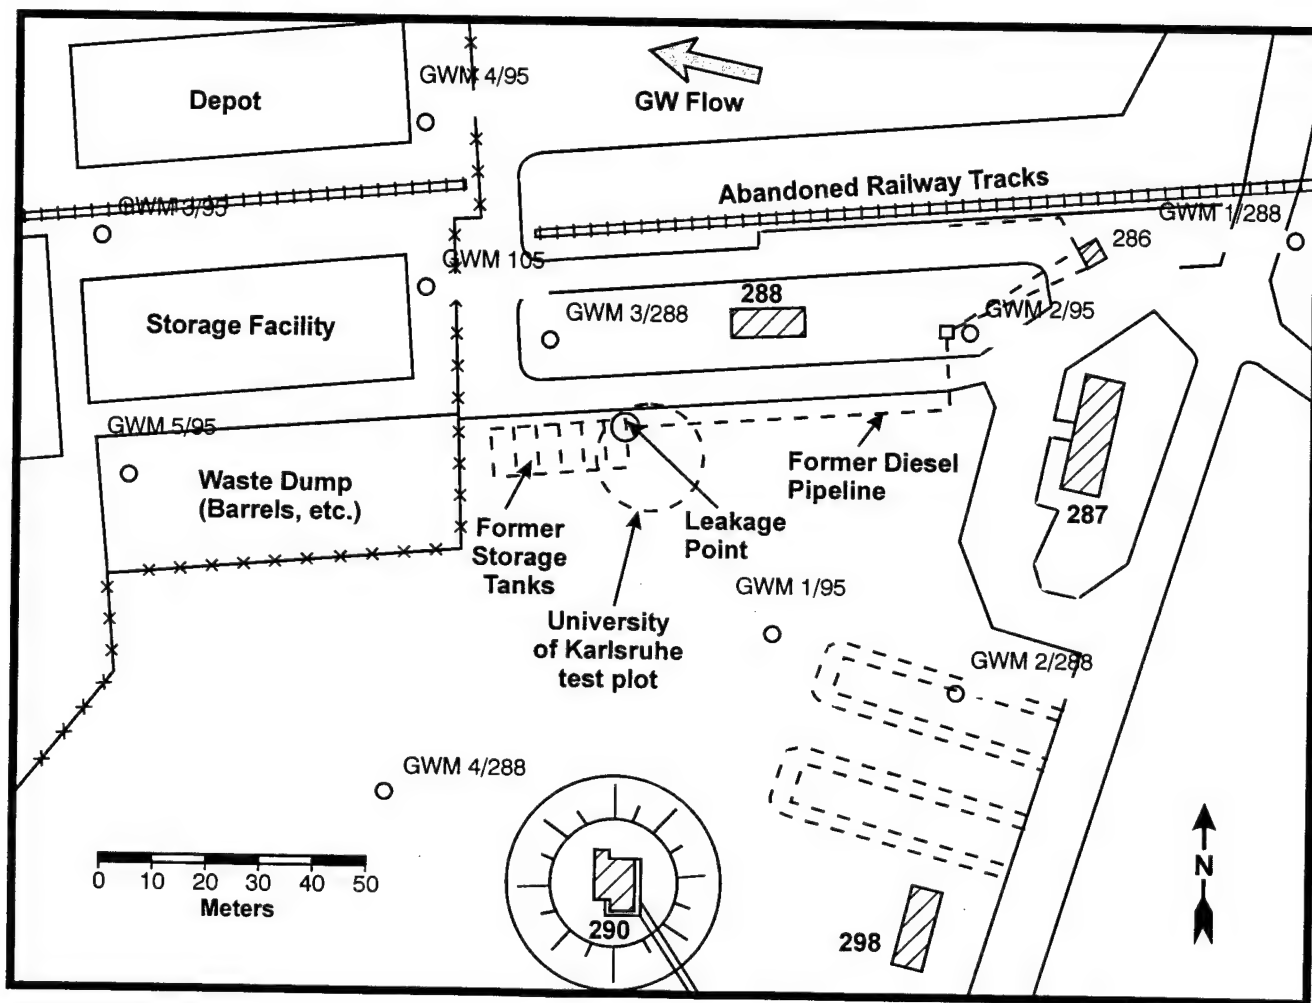 GWM 4/95
Depot
GW Flow
Abandoned Railway Tracks
GWM 3/95
GWM 1/288
286
GWM 105
288
GWM 3/288
GWM 2/95
Storage Facility
GWM 5/95
Waste Dump
(Barrels, etc.)
Former
Storage
Tanks
Leakage
Point
Former Diesel
Pipeline
287
University
of Karlsruhe
test plot
GWM 1/95
GWM 2/288
GWM 4/288
0 10 20 30 40 50
Meters
290
298
N